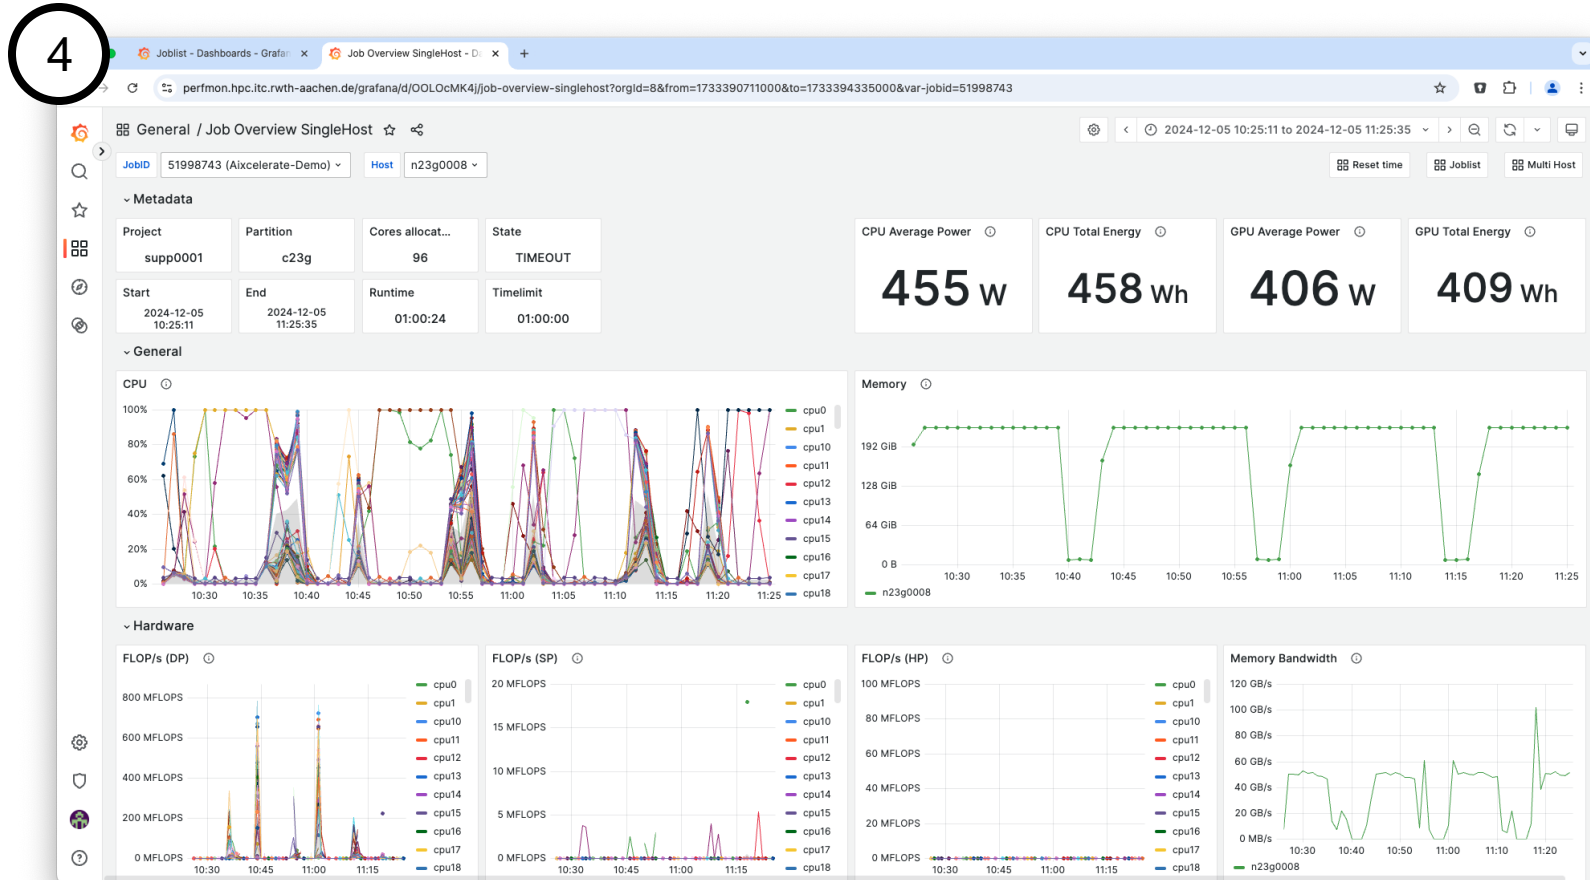 4
Joblist - Dashboards - Grafan
Job Overview SingleHost - Da
perfmon.hpc.itc.rwth-aachen.de/grafana/d/OOLOcMK4j/job-overview-singlehost?orgId=8&from=1733390711000&to=1733394335000&var-jobid=51998743
General / Job Overview SingleHost
2024-12-05 10:25:11 to 2024-12-05 11:25:35
JobID 51998743 (Aixcelerate-Demo) Host n23g0008
Reset time Joblist Multi Host
Metadata
Project Partition Cores allocat... State
supp0001 c23g 96 TIMEOUT
Start End Runtime Timelimit
2024-12-05 10:25:11
2024-12-05 11:25:35
01:00:24 01:00:00
CPU Average Power CPU Total Energy GPU Average Power GPU Total Energy
455 W 458 Wh 406 W 409 Wh
General
CPU
100%
80%
60%
40%
20%
0%
10:30 10:35 10:40 10:45 10:50 10:55 11:00 11:05 11:10 11:15 11:20 11:25
cpu0
cpu1
cpu10
cpu11
cpu12
cpu13
cpu14
cpu15
cpu16
cpu17
cpu18
Memory
192 GiB
128 GiB
64 GiB
0 B
10:30 10:35 10:40 10:45 10:50 10:55 11:00 11:05 11:10 11:15 11:20 11:25
n23g0008
Hardware
FLOP/s (DP)
800 MFLOPS
600 MFLOPS
400 MFLOPS
200 MFLOPS
0 MFLOPS
10:30 10:45 11:00 11:15
cpu0
cpu1
cpu10
cpu11
cpu12
cpu13
cpu14
cpu15
cpu16
cpu17
cpu18
FLOP/s (SP)
20 MFLOPS
15 MFLOPS
10 MFLOPS
5 MFLOPS
0 MFLOPS
10:30 10:45 11:00 11:15
cpu0
cpu1
cpu10
cpu11
cpu12
cpu13
cpu14
cpu15
cpu16
cpu17
cpu18
FLOP/s (HP)
100 MFLOPS
80 MFLOPS
60 MFLOPS
40 MFLOPS
20 MFLOPS
0 MFLOPS
10:30 10:45 11:00 11:15
cpu0
cpu1
cpu10
cpu11
cpu12
cpu13
cpu14
cpu15
cpu16
cpu17
cpu18
Memory Bandwidth
120 GB/s
100 GB/s
80 GB/s
60 GB/s
40 GB/s
20 GB/s
0 MB/s
10:30 10:40 10:50 11:00 11:10 11:20
n23g0008